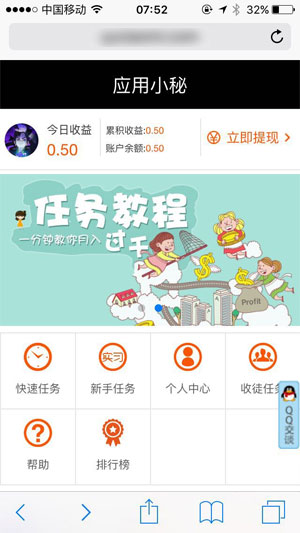 中国移动 07:52 32%
应用小秘
今日收益
0.50
累积收益:0.50
账户余额:0.50
立即提现
任务教程
一分钟教你月入过千
Profit
快速任务
实习
新手任务
个人中心
收徒任务
QQ交谈
帮助
排行榜